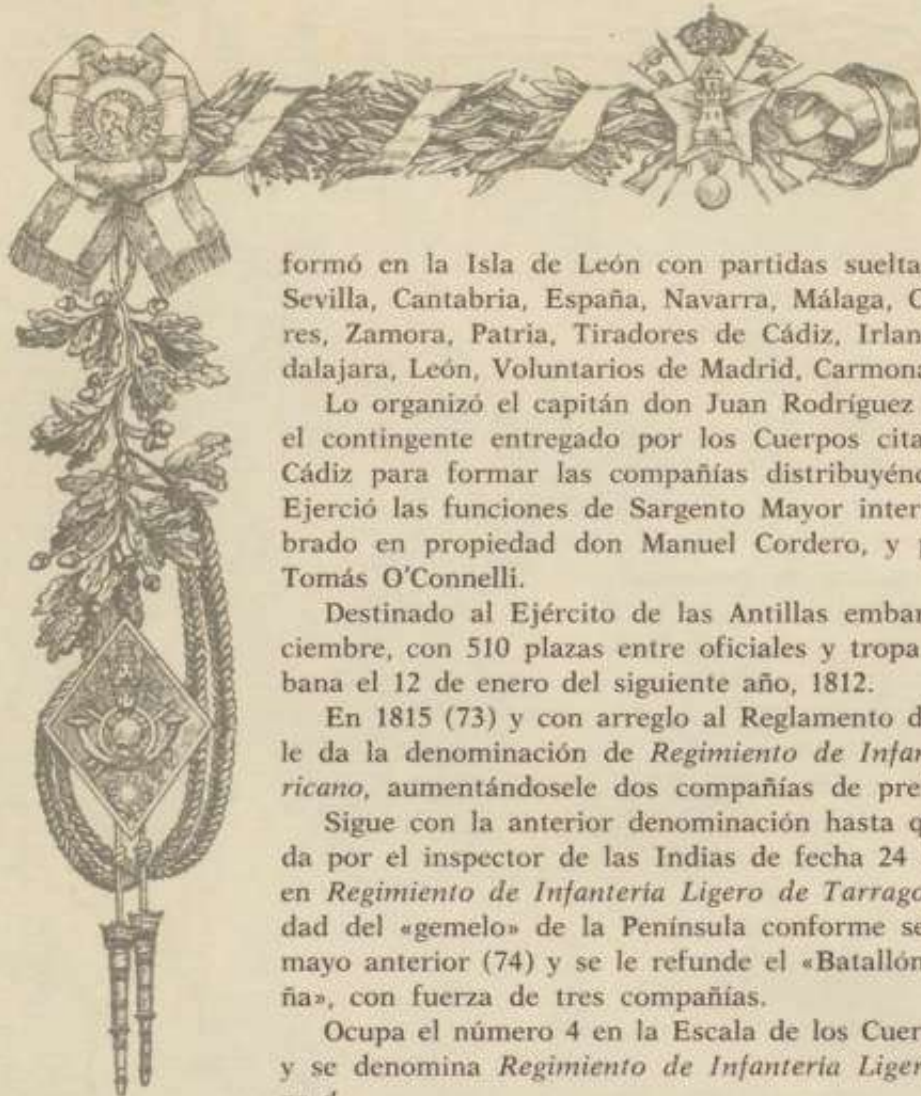 formó en la Isla de León con partidas suelta
Sevilla, Cantabria, España, Navarra, Málaga, C
res, Zamora, Patria, Tiradores de Cádiz, Irlan
dalajara, León, Voluntarios de Madrid, Carmona
Lo organizó el capitán don Juan Rodríguez
el contingente entregado por los Cuerpos cita
Cádiz para formar las compañías distribuyénd
Ejerció las funciones de Sargento Mayor inter
brado en propiedad don Manuel Cordero, y
Tomás O'Connelli.
Destinado al Ejército de las Antillas embar
ciembre, con 510 plazas entre oficiales y tropa
bana el 12 de enero del siguiente año, 1812.
En 1815 (73) y con arreglo al Reglamento d
le da la denominación de Regimiento de Infan
ricano, aumentándosele dos compañías de pre
Sigue con la anterior denominación hasta q
da por el inspector de las Indias de fecha 24
en Regimiento de Infantería Ligero de Tarrago
dad del «gemelo» de la Península conforme se
mayo anterior (74) y se le refunde el «Batallón
ña», con fuerza de tres compañías.
Ocupa el número 4 en la Escala de los Cuer
y se denomina Regimiento de Infantería Liger